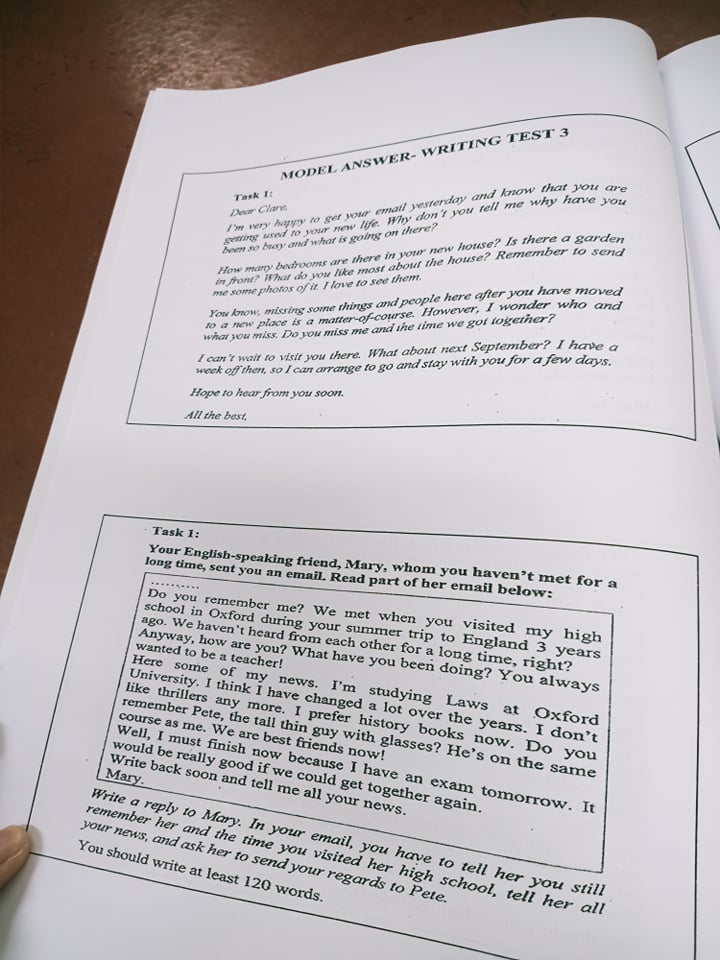 MODEL ANSWER- WRITING TEST 3
Task 1:
Dear Clare,
I'm very happy to get your email yesterday and know that you are
getting used to your new life. Why don't you tell me why have you
been so busy and what is going on there?
How many bedrooms are there in your new house? Is there a garden
in front? What do you like most about the house? Remember to send
me some photos of it. I love to see them.
You know, missing some things and people here after you have moved
to a new place is a matter-of-course. However, I wonder who and
what you miss. Do you miss me and the time we got together?
I can't wait to visit you there. What about next September? I have a
week off then, so I can arrange to go and stay with you for a few days.
Hope to hear from you soon.
All the best,
Task 1:
Your English-speaking friend, Mary, whom you haven't met for a
long time, sent you an email. Read part of her email below:
..........
Do you remember me? We met when you visited my high
school in Oxford during your summer trip to England 3 years
ago. We haven't heard from each other for a long time, right?
Anyway, how are you? What have you been doing? You always
wanted to be a teacher!
Here some of my news. I'm studying Laws at Oxford
University. I think I have changed a lot over the years. I don't
like thrillers any more. I prefer history books now. Do you
remember Pete, the tall thin guy with glasses? He's on the same
course as me. We are best friends now!
Well, I must finish now because I have an exam tomorrow. It
would be really good if we could get together again.
Write back soon and tell me all your news.
Mary.
Write a reply to Mary. In your email, you have to tell her you still
remember her and the time you visited her high school, tell her all
your news, and ask her to send your regards to Pete.
You should write at least 120 words.